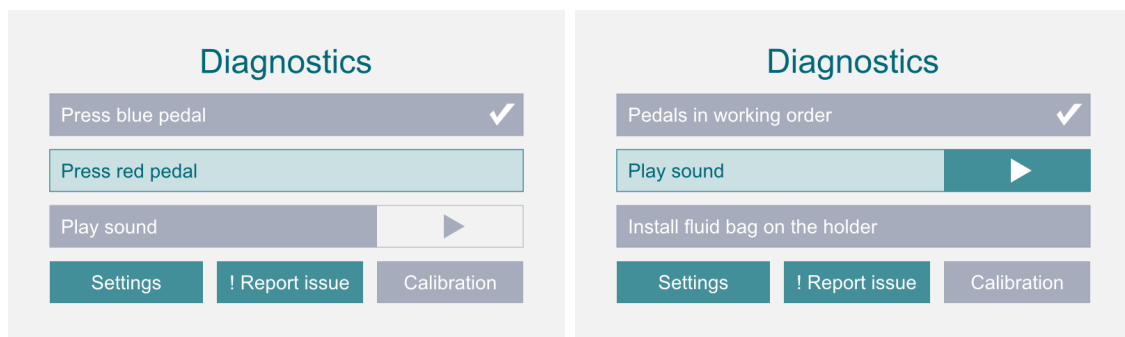 Diagnostics
Press blue pedal
Press red pedal
Play sound
Settings
! Report issue
Calibration
Diagnostics
Pedals in working order
Play sound
Install fluid bag on the holder
Settings
! Report issue
Calibration